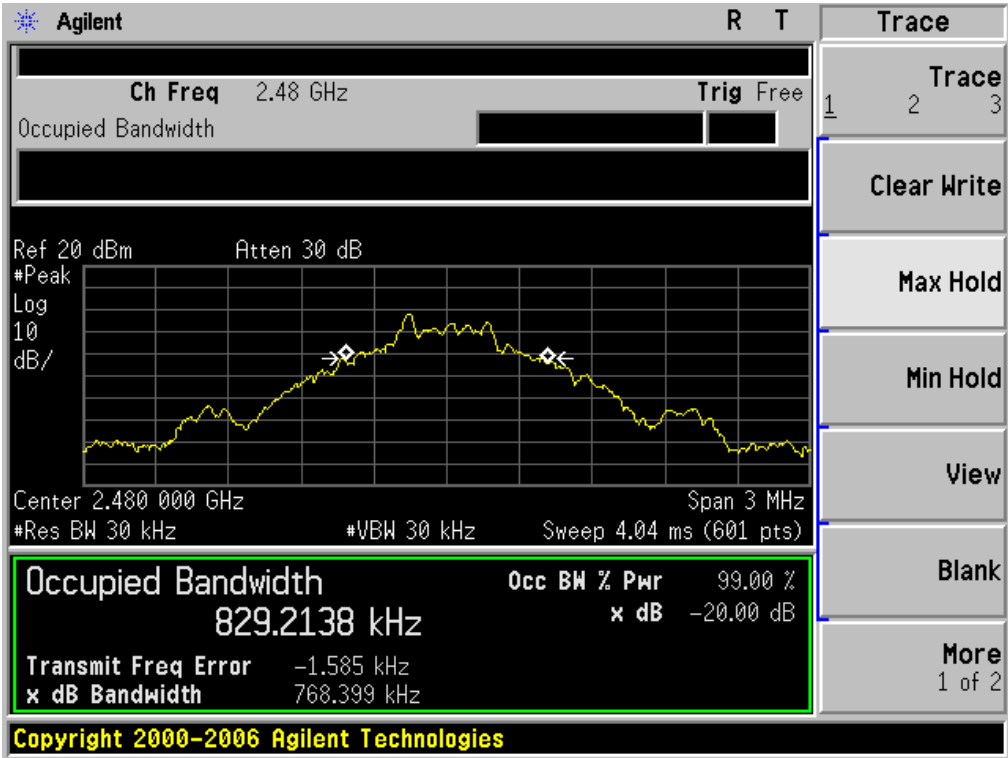 Agilent R T Trace
Ch Freq 2.48 GHz Trig Free
Occupied Bandwidth
Trace
1 2 3
Clear Write
Max Hold
Min Hold
View
Blank
More
1 of 2
Ref 20 dBm Atten 30 dB
#Peak
Log
10
dB/
Center 2.480 000 GHz Span 3 MHz
#Res BW 30 kHz #VBW 30 kHz Sweep 4.04 ms (601 pts)
Occupied Bandwidth Occ BW % Pwr 99.00 %
829.2138 kHz x dB -20.00 dB
Transmit Freq Error -1.585 kHz
x dB Bandwidth 768.399 kHz
Copyright 2000-2006 Agilent Technologies